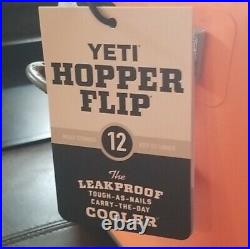 YETI
HOPPER
FLIP
12
The
LEAKPROOF
TOUGH-AS-NAILS
CARRY-THE-DAY
COOLER